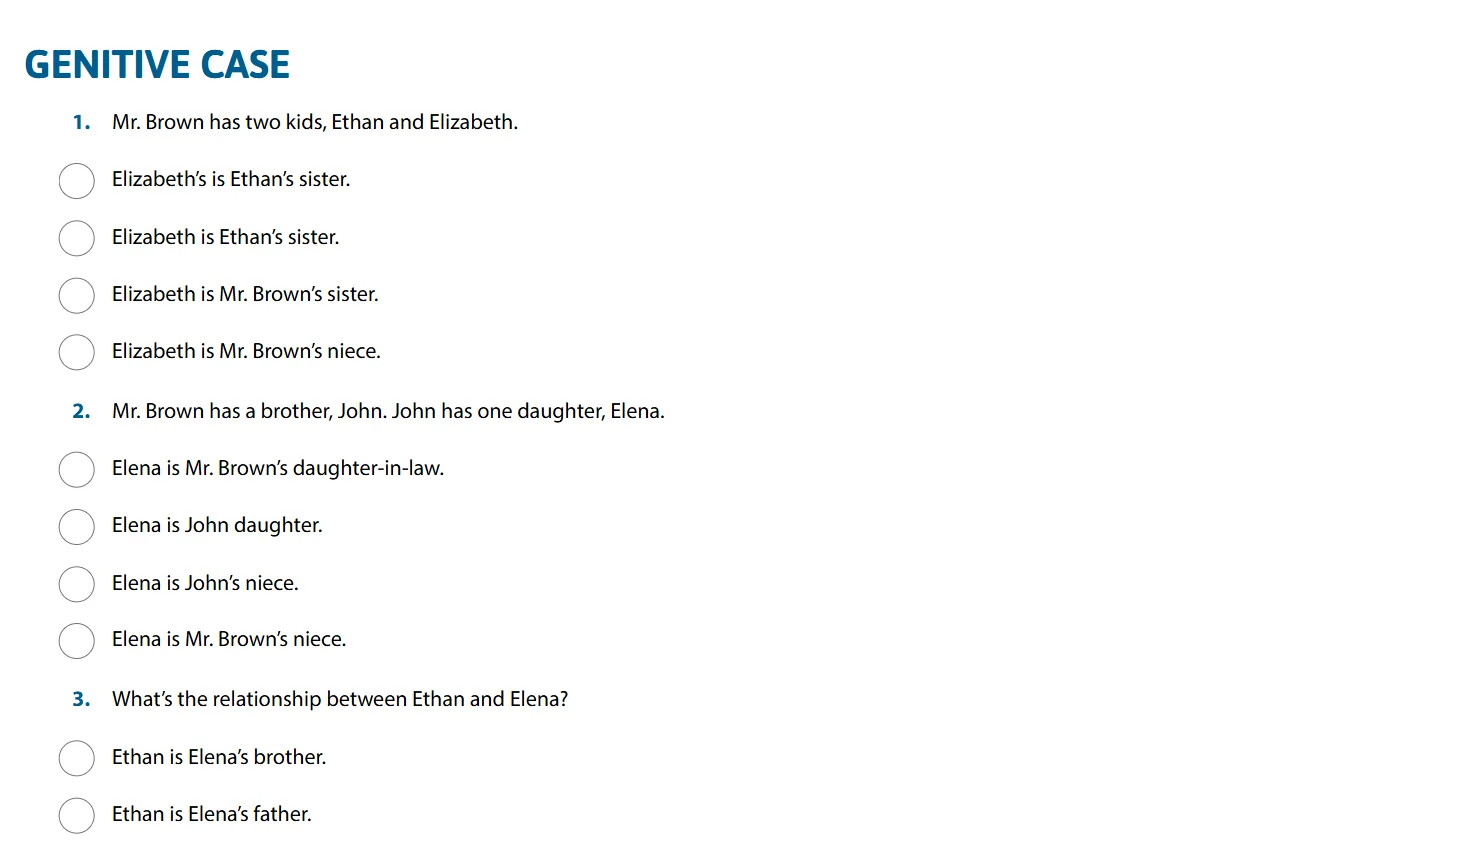 GENITIVE CASE
1. Mr. Brown has two kids, Ethan and Elizabeth.
Elizabeth’s is Ethan’s sister.
Elizabeth is Ethan’s sister.
Elizabeth is Mr. Brown’s sister.
Elizabeth is Mr. Brown’s niece.
2. Mr. Brown has a brother, John. John has one daughter, Elena.
Elena is Mr. Brown’s daughter-in-law.
Elena is John daughter.
Elena is John’s niece.
Elena is Mr. Brown’s niece.
3. What’s the relationship between Ethan and Elena?
Ethan is Elena’s brother.
Ethan is Elena’s father.